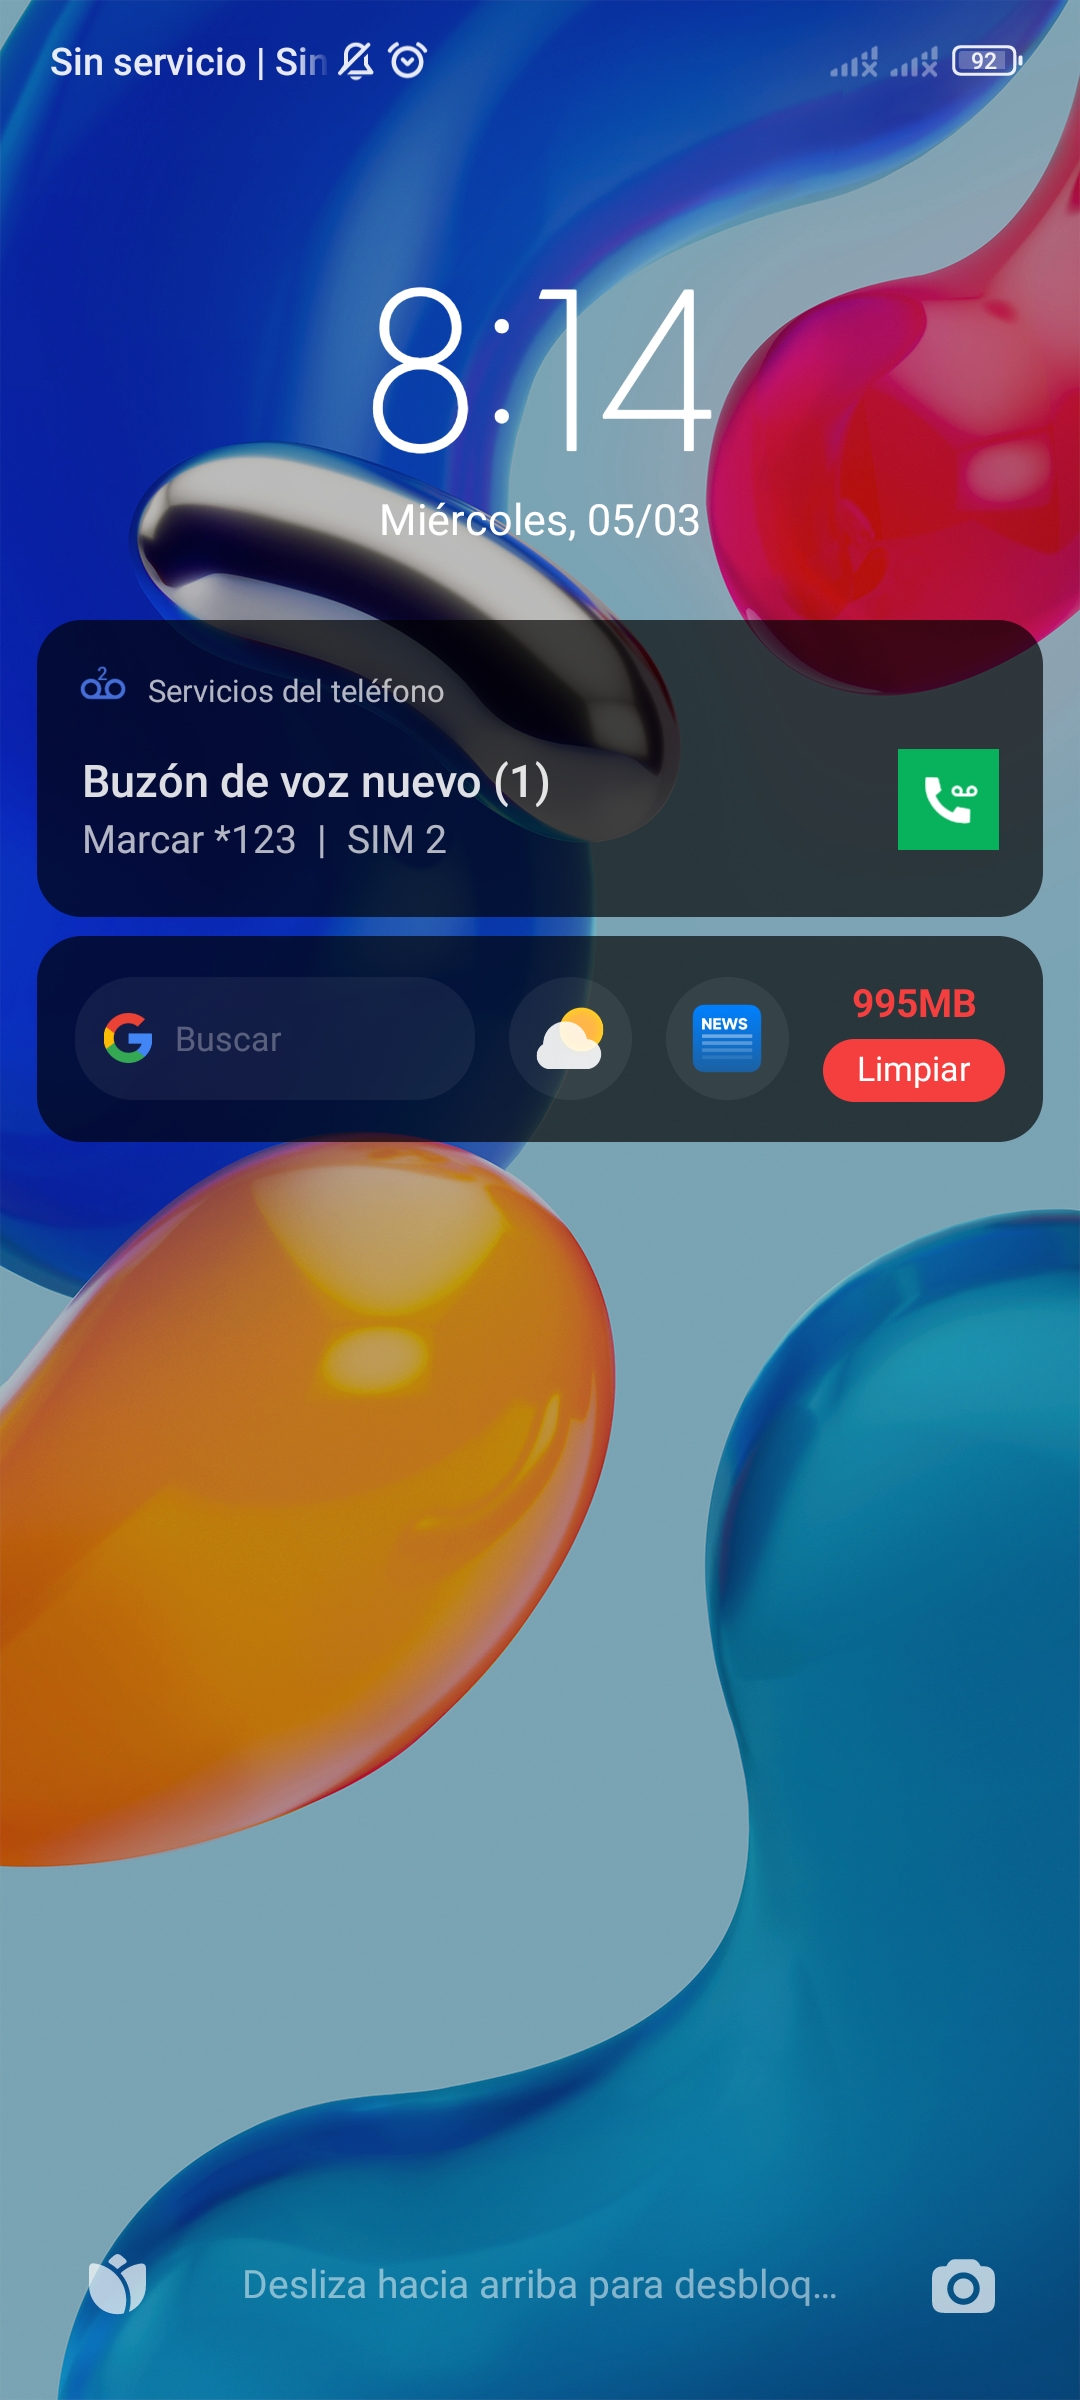 Sin servicio | Sin
92
8:14
Miércoles, 05/03
2
Servicios del teléfono
Buzón de voz nuevo (1)
Marcar *123 | SIM 2
Buscar
NEWS
995MB
Limpiar
Desliza hacia arriba para desbloq...